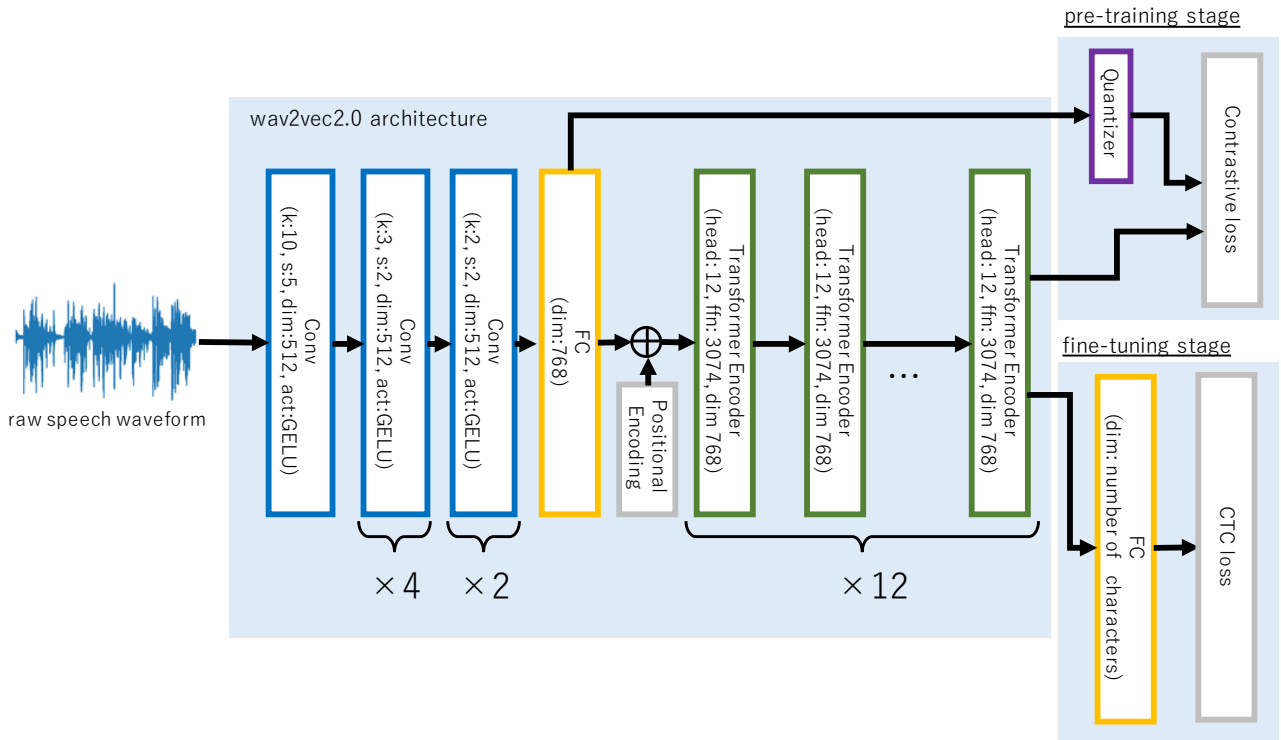 pre-training stage
Quantizer
Contrastive loss
wav2vec2.0 architecture
raw speech waveform
Conv
(k:10, s:5, dim:512, act:GELU)
Conv
(k:3, s:2, dim:512, act:GELU)
×4
Conv
(k:2, s:2, dim:512, act:GELU)
×2
FC
(dim:768)
Positional
Encoding
Transformer Encoder
(head: 12, ffn: 3074, dim 768)
Transformer Encoder
(head: 12, ffn: 3074, dim 768)
...
Transformer Encoder
(head: 12, ffn: 3074, dim 768)
×12
fine-tuning stage
FC
(dim: number of characters)
CTC loss